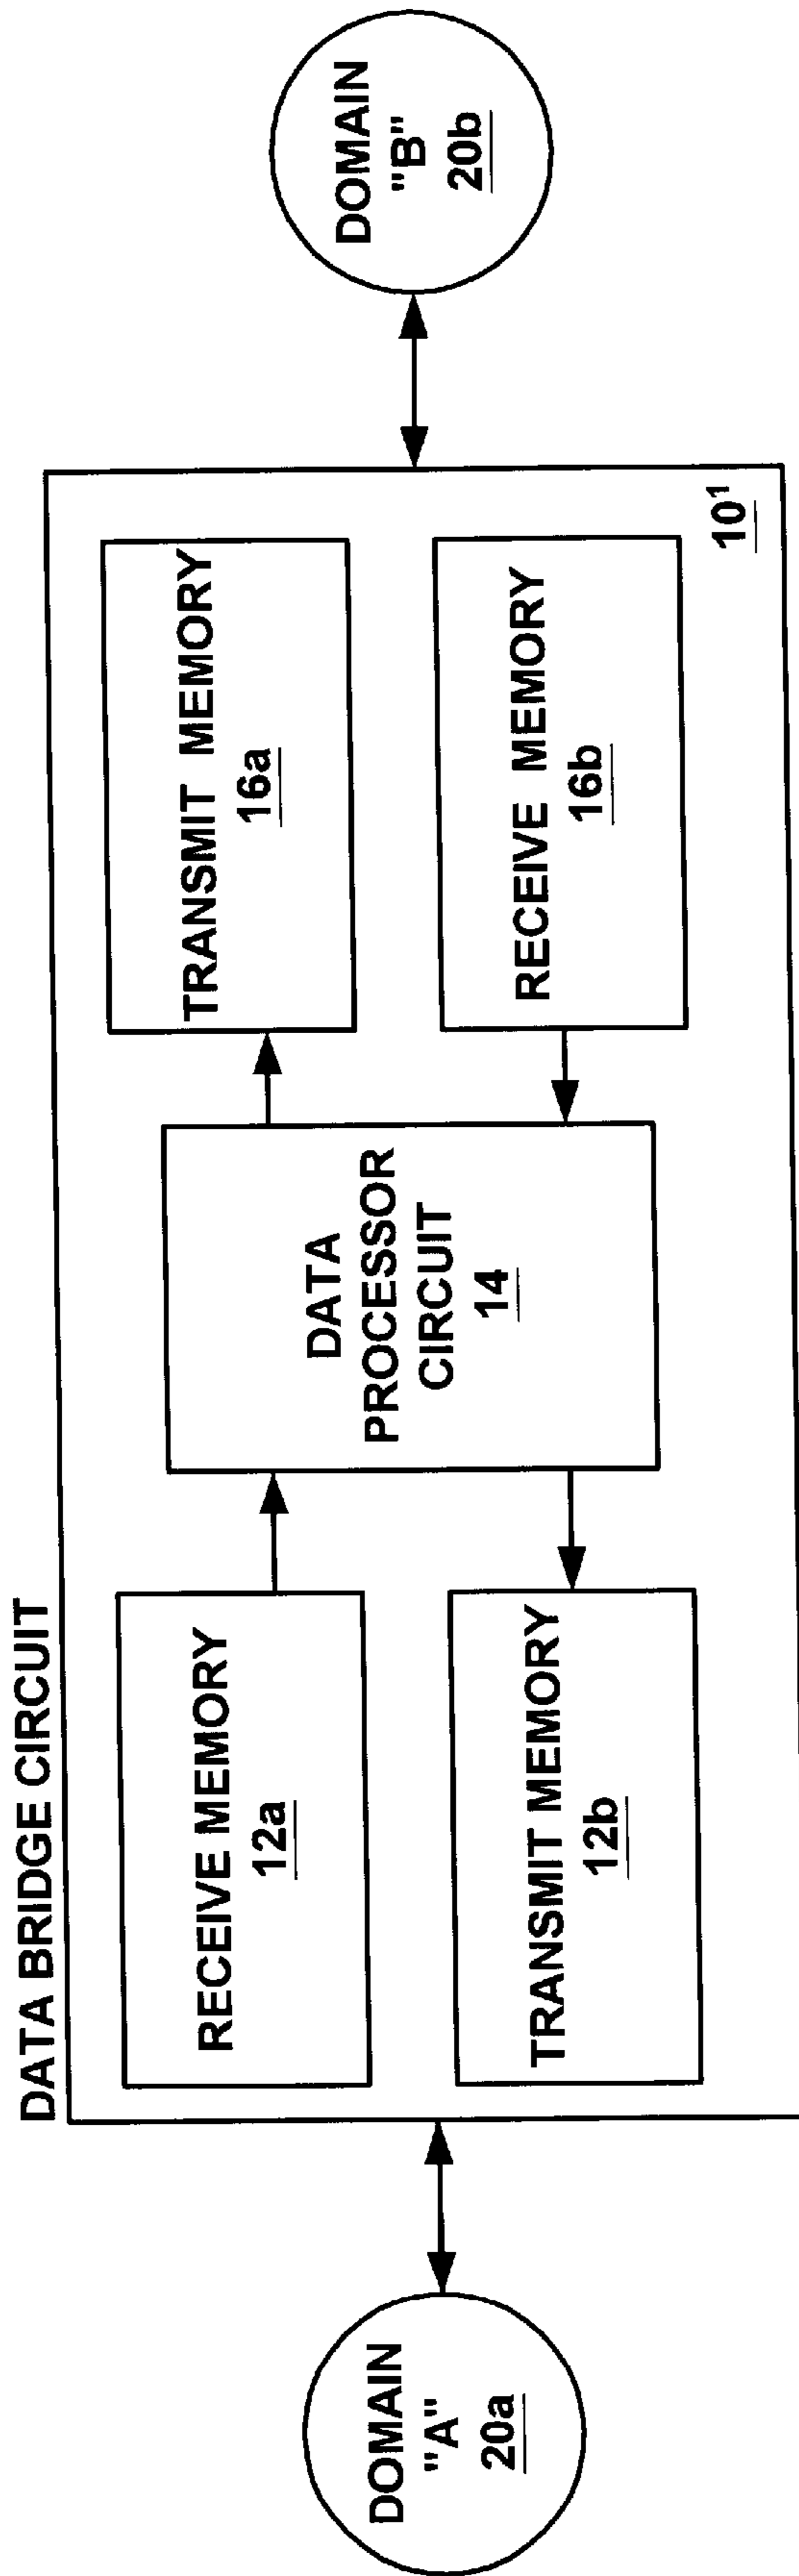 DATA BRIDGE CIRCUIT
DOMAIN
"A"
20a
RECEIVE MEMORY
12a
TRANSMIT MEMORY
12b
DATA
PROCESSOR
CIRCUIT
14
TRANSMIT MEMORY
16a
RECEIVE MEMORY
16b
10¹
DOMAIN
"B"
20b